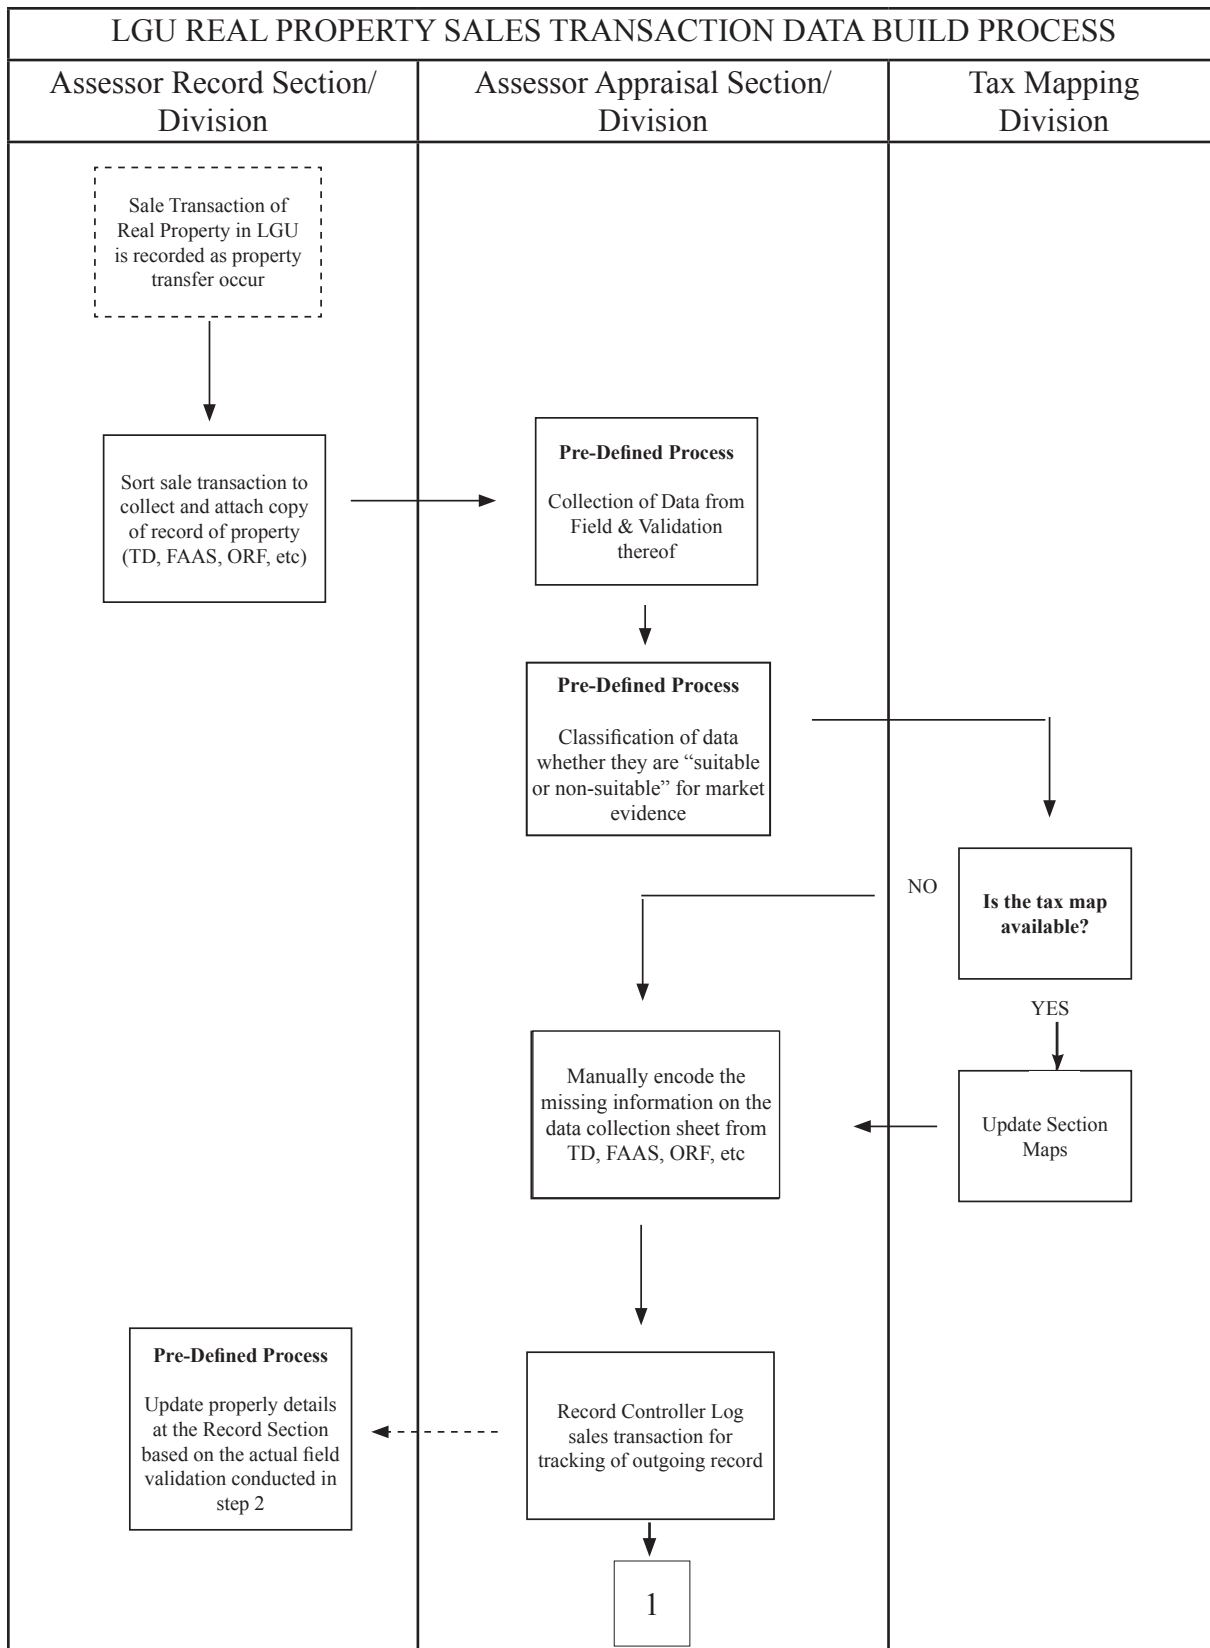 LGU REAL PROPERTY SALES TRANSACTION DATA BUILD PROCESS
Assessor Record Section/
Division
Assessor Appraisal Section/
Division
Tax Mapping
Division
Sale Transaction of
Real Property in LGU
is recorded as property
transfer occur
Sort sale transaction to
collect and attach copy
of record of property
(TD, FAAS, ORF, etc)
Pre-Defined Process
Collection of Data from
Field & Validation
thereof
Pre-Defined Process
Classification of data
whether they are “suitable
or non-suitable” for market
evidence
NO
Is the tax map
available?
YES
Manually encode the
missing information on the
data collection sheet from
TD, FAAS, ORF, etc
Update Section
Maps
Pre-Defined Process
Update properly details
at the Record Section
based on the actual field
validation conducted in
step 2
Record Controller Log
sales transaction for
tracking of outgoing record
1